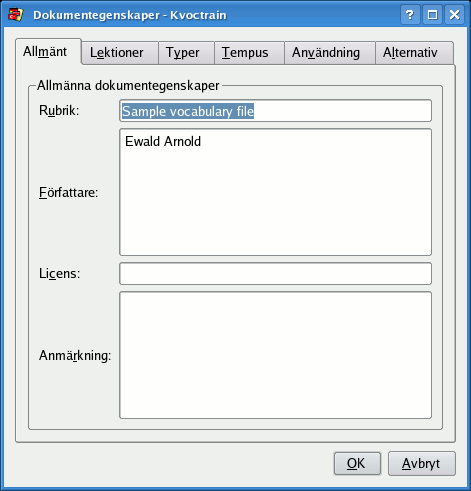 Dokumentegenskaper - Kvoctrain
Allmänt Lektioner Typer Tempus Användning Alternativ
Allmänna dokumentegenskaper
Rubrik: Sample vocabulary file
Ewald Arnold
Författare:
Licens:
Anmärkning:
OK Avbryt